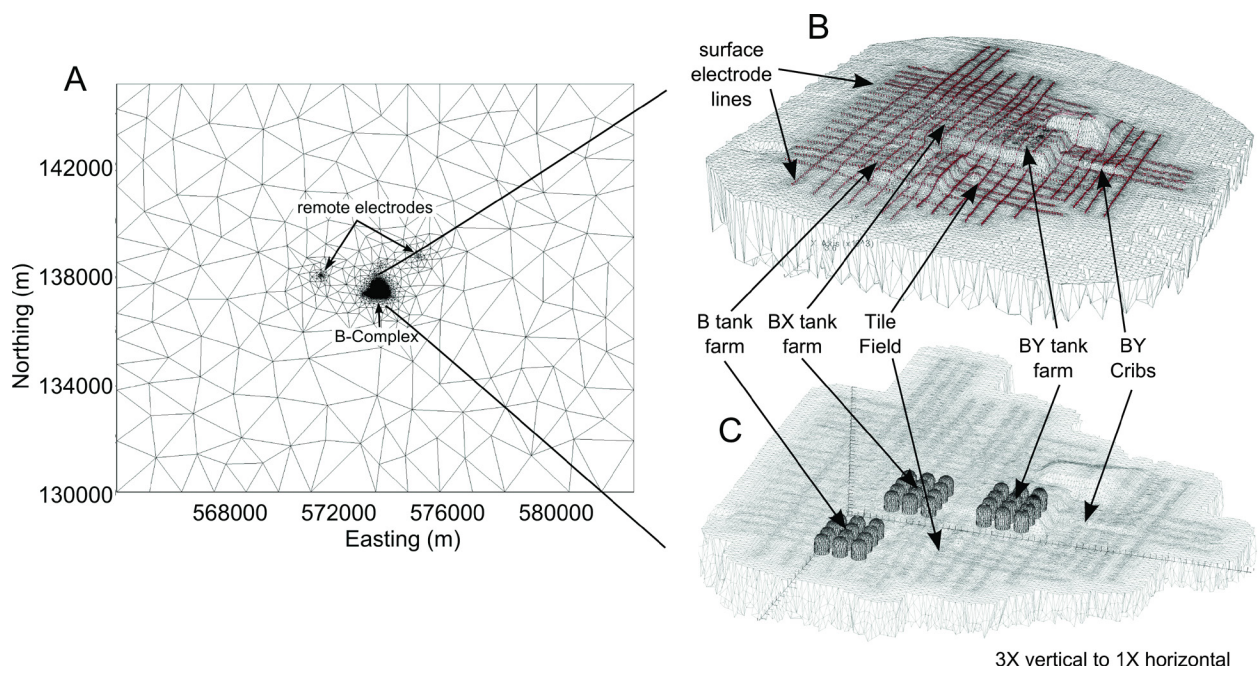 A
142000
138000
134000
130000
Northing (m)
568000
572000
576000
580000
Easting (m)
remote electrodes
B-Complex
B
surface
electrode
lines
B tank
farm
BX tank
farm
Tile
Field
BY tank
farm
BY
Cribs
C
3X vertical to 1X horizontal